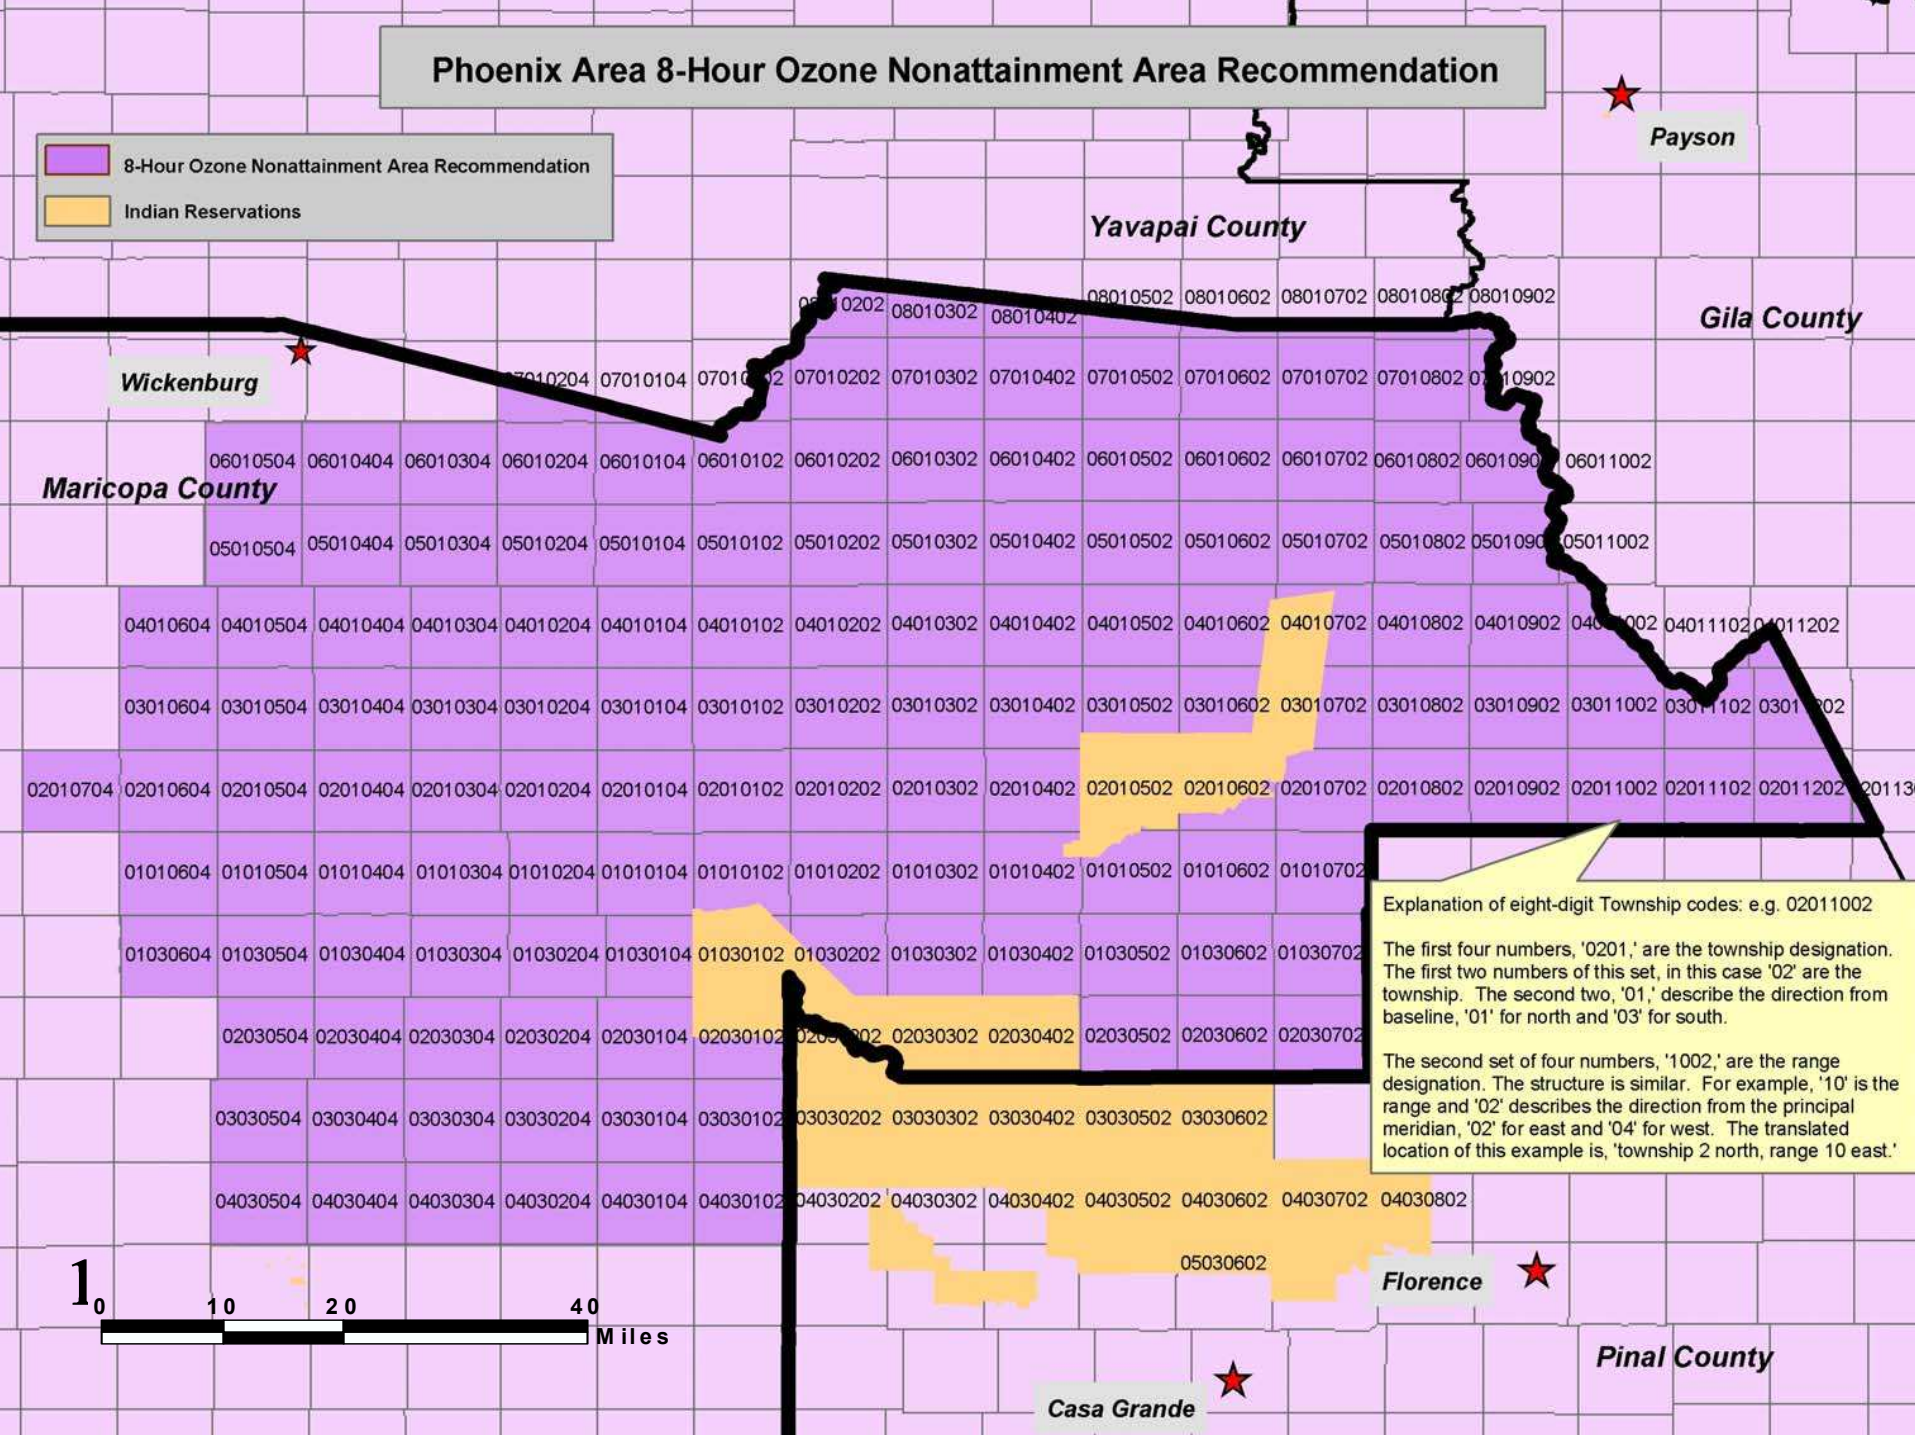 Phoenix Area 8-Hour Ozone Nonattainment Area Recommendation
Payson
8-Hour Ozone Nonattainment Area Recommendation
Indian Reservations
Yavapai County
Gila County
08010502 08010602 08010702 08010802 08010902
08010302 08010402
Wickenburg
07010104
07010202 07010302 07010402 07010502 07010602 07010702 07010802
Maricopa County
06010504 06010404 06010304 06010204 06010104 06010102 06010202 06010302 06010402 06010502 06010602 06010702 06010802 06011002
05010504 05010404 05010304 05010204 05010104 05010102 05010202 05010302 05010402 05010502 05010602 05010702 05010802 05011002
04010604 04010504 04010404 04010304 04010204 04010104 04010102 04010202 04010302 04010402 04010502 04010602 04010702 04010802 04010902 04011102 04011202
03010604 03010504 03010404 03010304 03010204 03010104 03010102 03010202 03010302 03010402 03010502 03010602 03010702 03010802 03010902 03011002 03011102
02010704 02010604 02010504 02010404 02010304 02010204 02010104 02010102 02010202 02010302 02010402 02010502 02010602 02010702 02010802 02010902 02011002 02011102 02011202
01010604 01010504 01010404 01010304 01010204 01010104 01010102 01010202 01010302 01010402 01010502 01010602 01010702
01030604 01030504 01030404 01030304 01030204 01030104 01030102 01030202 01030302 01030402 01030502 01030602 01030702
02030504 02030404 02030304 02030204 02030104 02030102 02030302 02030402 02030502 02030602 02030702
03030504 03030404 03030304 03030204 03030104 03030102 03030202 03030302 03030402 03030502 03030602
04030504 04030404 04030304 04030204 04030104 04030102 04030202 04030302 04030402 04030502 04030602 04030702 04030802
05030602
Explanation of eight-digit Township codes: e.g. 02011002
The first four numbers, '0201,' are the township designation.
The first two numbers of this set, in this case '02' are the
township. The second two, '01,' describe the direction from
baseline, '01' for north and '03' for south.
The second set of four numbers, '1002,' are the range
designation. The structure is similar. For example, '10' is the
range and '02' describes the direction from the principal
meridian, '02' for east and '04' for west. The translated
location of this example is, 'township 2 north, range 10 east.'
Florence
1
0 10 20 40
Miles
Pinal County
Casa Grande